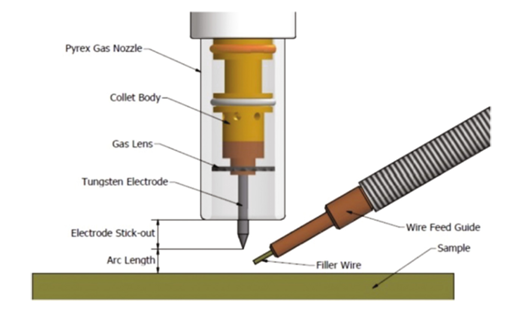 Pyrex Gas Nozzle
Collet Body
Gas Lens
Tungsten Electrode
Electrode Stick-out
Arc Length
Wire Feed Guide
Sample
Filler Wire